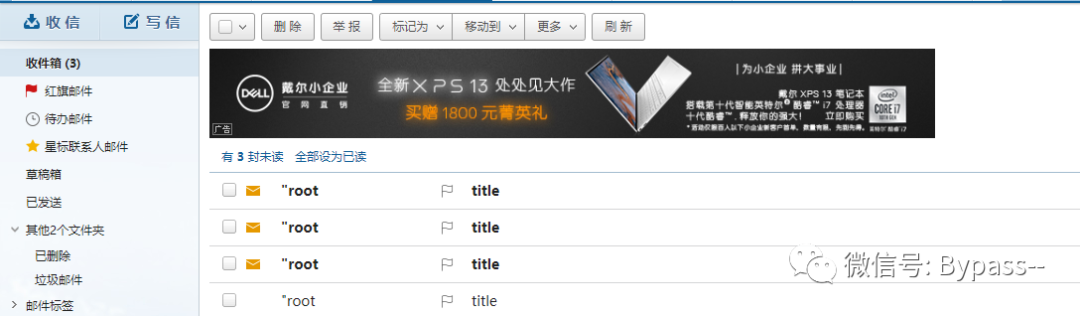 收信 写信
删 除 举 报 标记为 移动到 更多 刷 新
收件箱 (3)
红旗邮件
待办邮件
星标联系人邮件
草稿箱
已发送
其他2个文件夹
已删除
垃圾邮件
邮件标签
DELL 戴尔小企业
官 网 直 销
全新 XPS 13 处处见大作
买赠 1800 元菁英礼
|为小企业 拼大事业|
戴尔 XPS 13 笔记本
搭载第十代智能英特尔® 酷睿™ i7 处理器
十代酷睿™,释放你的强大! 立即购买
intel
CORE i7
广告
有 3 封未读 全部设为已读
"root title
"root title
"root title
"root title
微信号: Bypass--